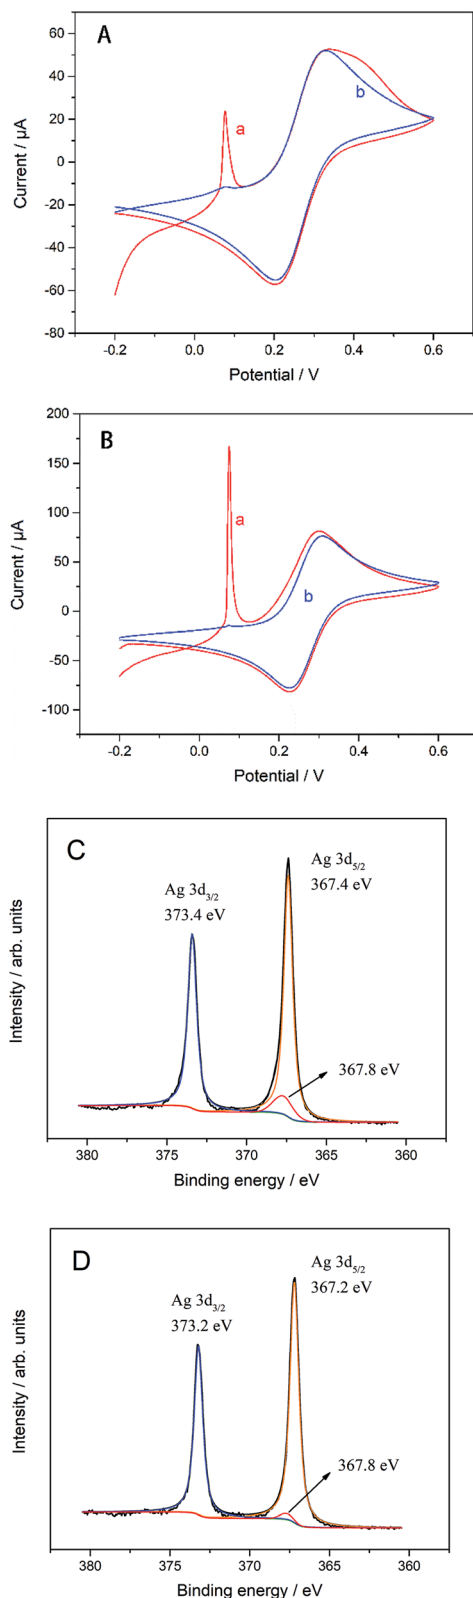 A
60
40
20
0
-20
-40
-60
-80
Current / μA
a
b
-0.2 0.0 0.2 0.4 0.6
Potential / V
B
200
150
100
50
0
-50
-100
Current / μA
a
b
-0.2 0.0 0.2 0.4 0.6
Potential / V
C
Ag 3d5/2
367.4 eV
Ag 3d3/2
373.4 eV
367.8 eV
Intensity / arb. units
380 375 370 365 360
Binding energy / eV
D
Ag 3d5/2
367.2 eV
Ag 3d3/2
373.2 eV
367.8 eV
Intensity / arb. units
380 375 370 365 360
Binding energy / eV